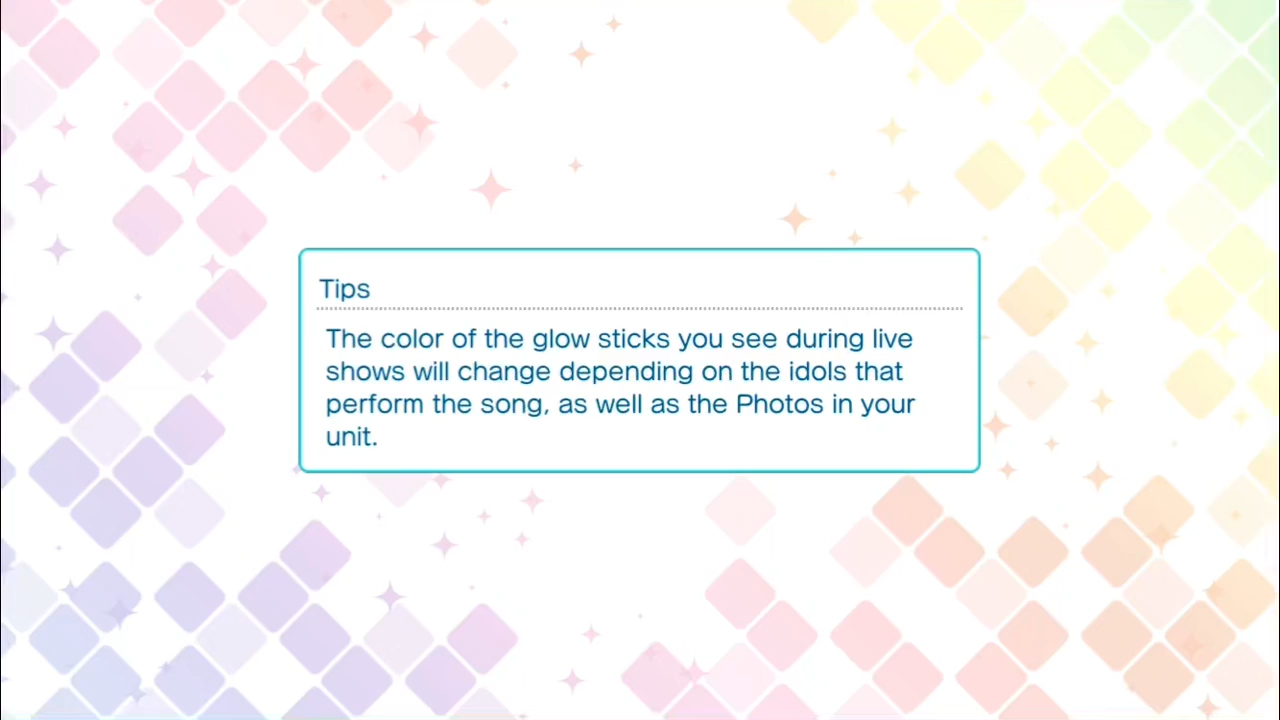 Tips
The color of the glow sticks you see during live
shows will change depending on the idols that
perform the song, as well as the Photos in your
unit.